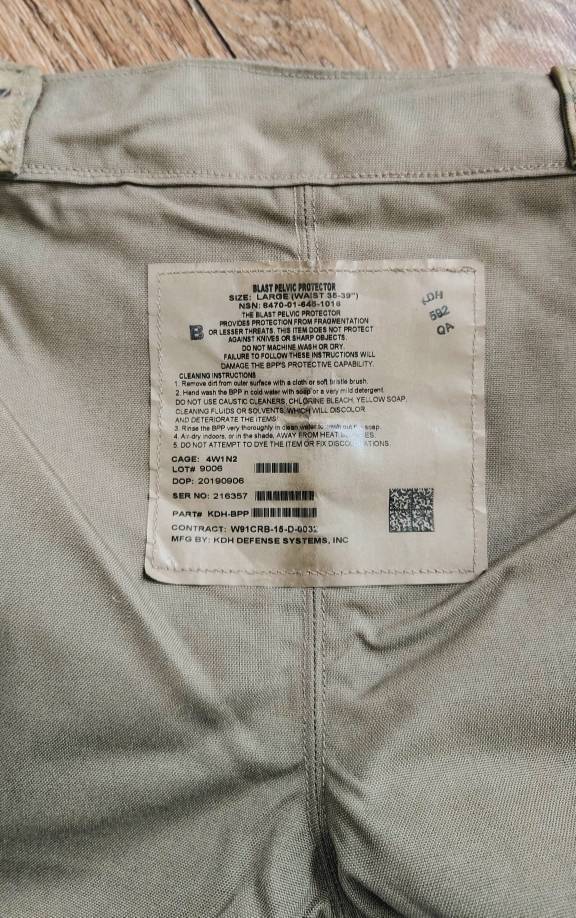 BLAST PELVIC PROTECTOR
SIZE: LARGE (WAIST 35-39")
NSN: 8470-01-645-1016
THE BLAST PELVIC PROTECTOR
PROVIDES PROTECTION FROM FRAGMENTATION
B
OR LESSER THREATS. THIS ITEM DOES NOT PROTECT
AGAINST KNIVES OR SHARP OBJECTS.
DO NOT MACHINE WASH OR DRY.
FAILURE TO FOLLOW THESE INSTRUCTIONS WILL
DAMAGE THE BPP'S PROTECTIVE CAPABILITY.
KDH
592
QA
CLEANING INSTRUCTIONS
1. Remove dirt from outer surface with a cloth or soft bristle brush.
2. Hand wash the BPP in cold water with soap or a very mild detergent.
DO NOT USE CAUSTIC CLEANERS, CHLORINE BLEACH, YELLOW SOAP,
CLEANING FLUIDS OR SOLVENTS, WHICH WILL DISCOLOR
AND DETERIORATE THE ITEMS
3. Rinse the BPP very thoroughly in clean water to wash out soap.
4. Air-dry indoors, or in the shade, AWAY FROM HEAT
5. DO NOT ATTEMPT TO DYE THE ITEM OR FIX
CAGE: 4W1N2
LOT# 9006
DOP: 20190906
SER NO: 216357
PART# KDH-BPP
CONTRACT: W91CRB-15-D-0032
MFG BY: KDH DEFENSE SYSTEMS, INC